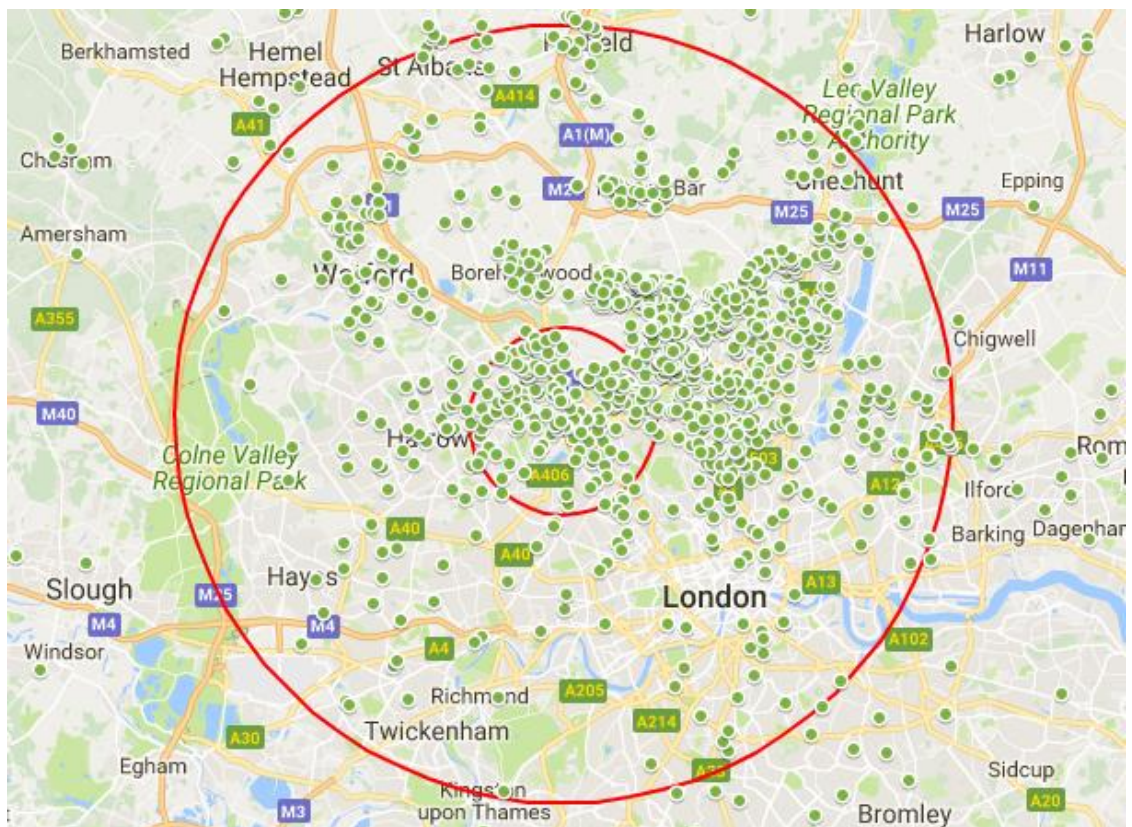 Berkhamsted
Hemel
Hempstead
St Albans
Harlow
A414
A41
A1(M)
Lee Valley
Regional Park
Authority
Chesham
Bar
Cheshunt
Epping
M25
M25
Amersham
Watford
Borehamwood
M11
A355
Chigwell
M40
Harrow
Colne Valley
Regional Park
A406
A12
Ilford
A40
A40
Barking
Dagenham
Slough
Hayes
M25
London
A13
M4
M4
A4
A102
Windsor
Richmond
A205
A214
Twickenham
A30
Egham
Kingston
upon Thames
A23
Sidcup
M3
Bromley
A20